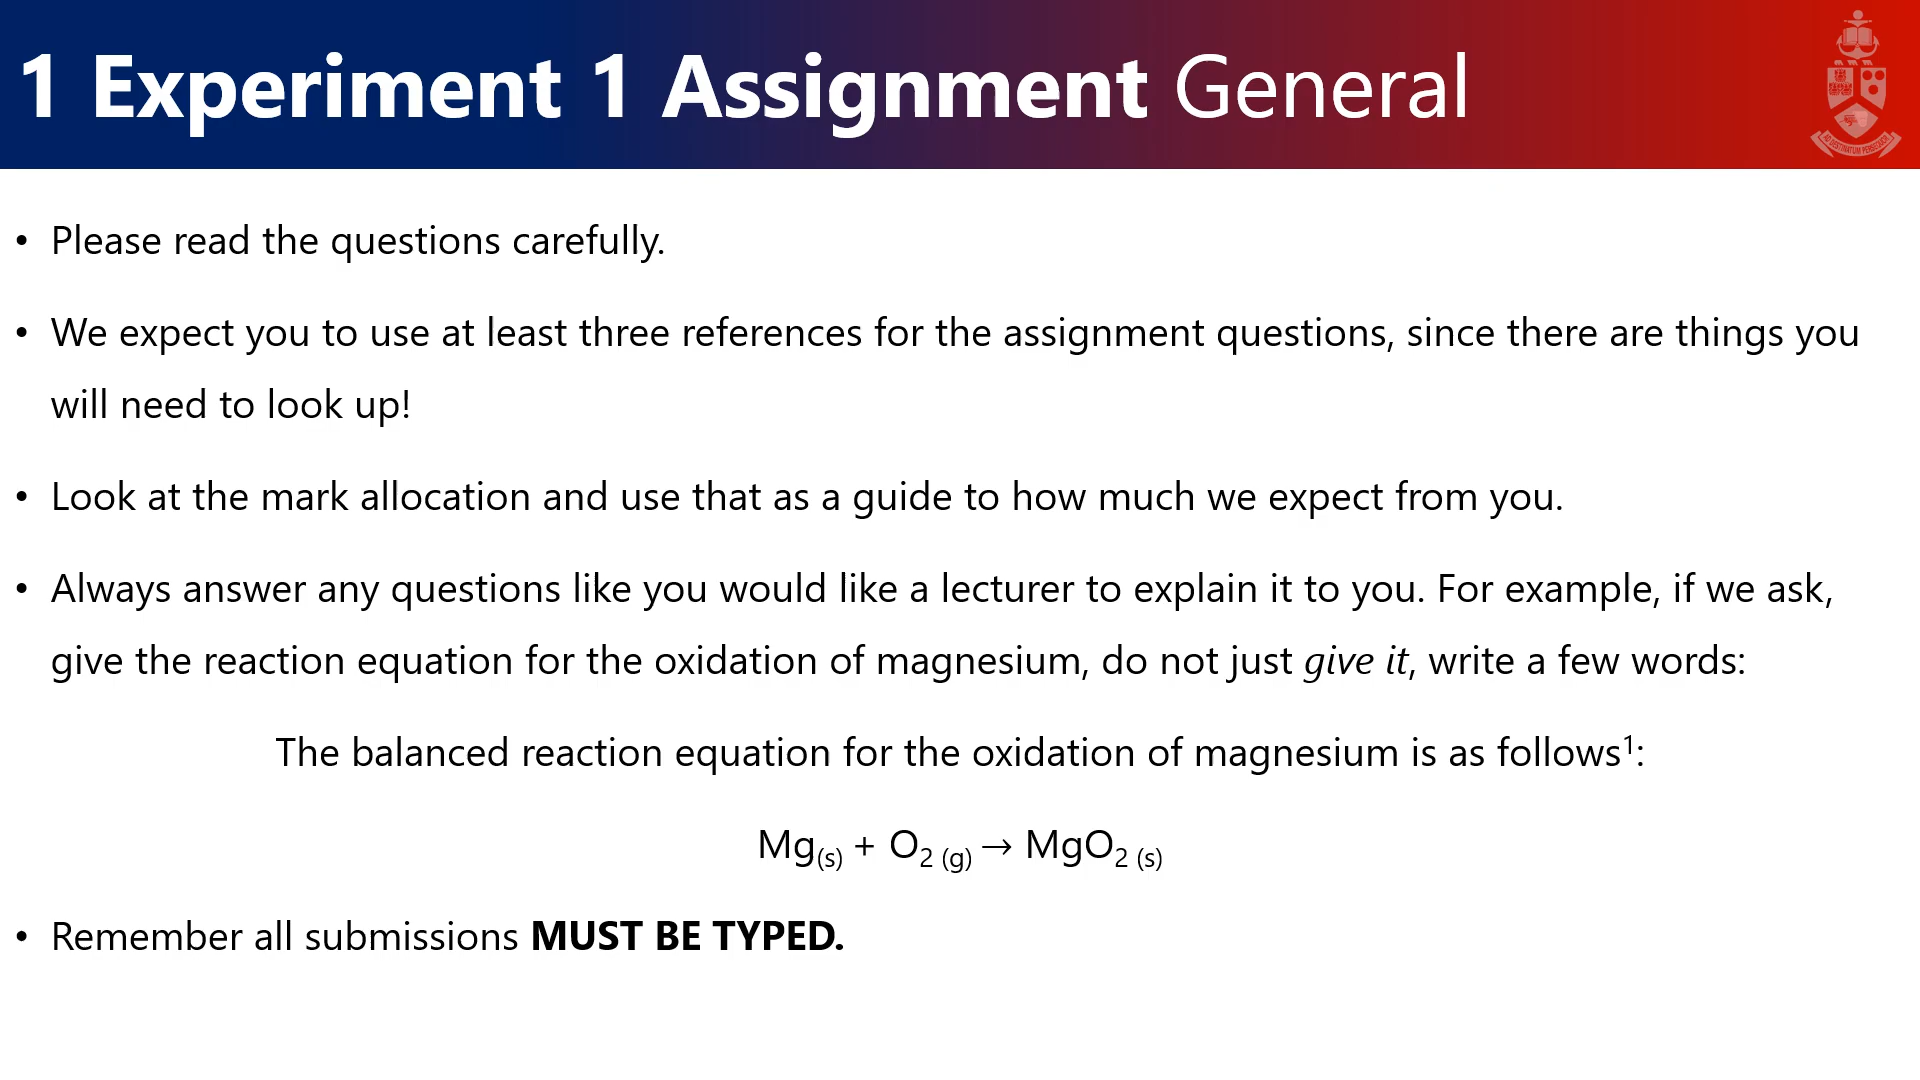 1 Experiment 1 Assignment General
• Please read the questions carefully.
• We expect you to use at least three references for the assignment questions, since there are things you
will need to look up!
• Look at the mark allocation and use that as a guide to how much we expect from you.
• Always answer any questions like you would like a lecturer to explain it to you. For example, if we ask,
give the reaction equation for the oxidation of magnesium, do not just give it, write a few words:
The balanced reaction equation for the oxidation of magnesium is as follows¹:
Mg(s) + O₂ (g) → MgO₂ (s)
• Remember all submissions MUST BE TYPED.